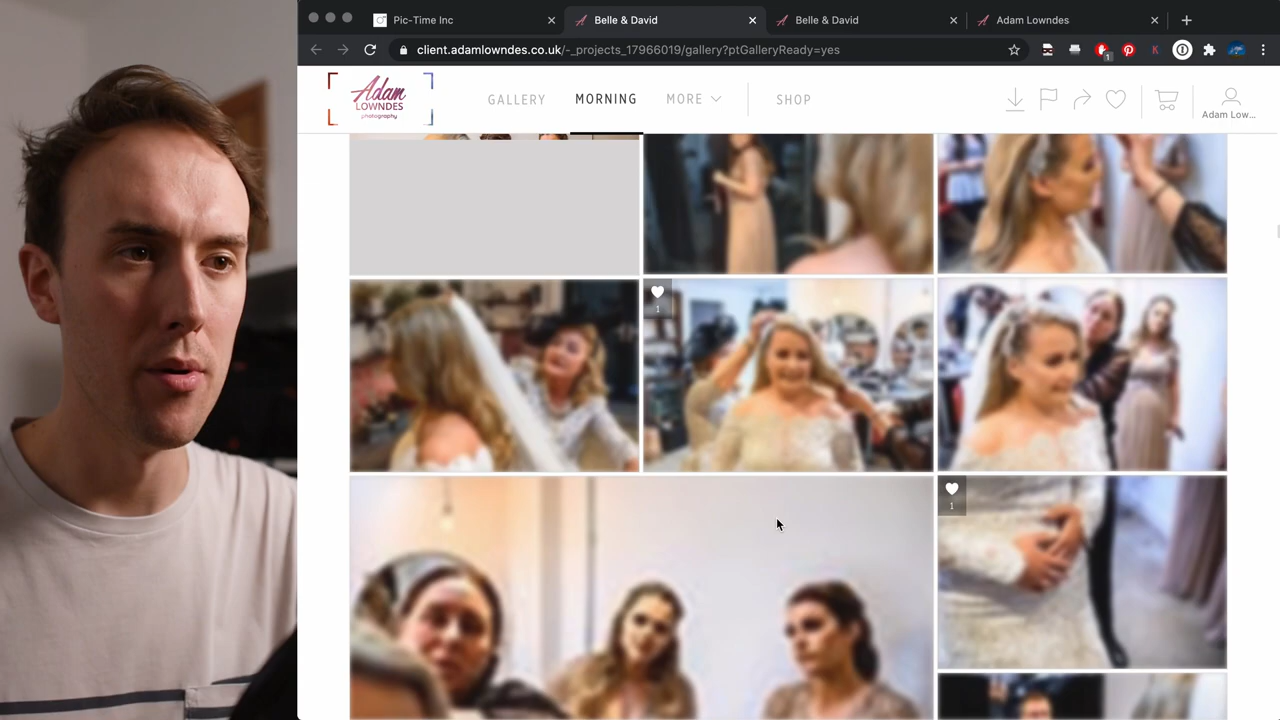 Pic-Time Inc
Belle & David
Belle & David
Adam Lowndes
client.adamlowndes.co.uk/-_projects_17966019/gallery?ptGalleryReady=yes
1
Adam
LOWNDES
photography
GALLERY
MORNING
MORE
SHOP
Adam Low...
1
1